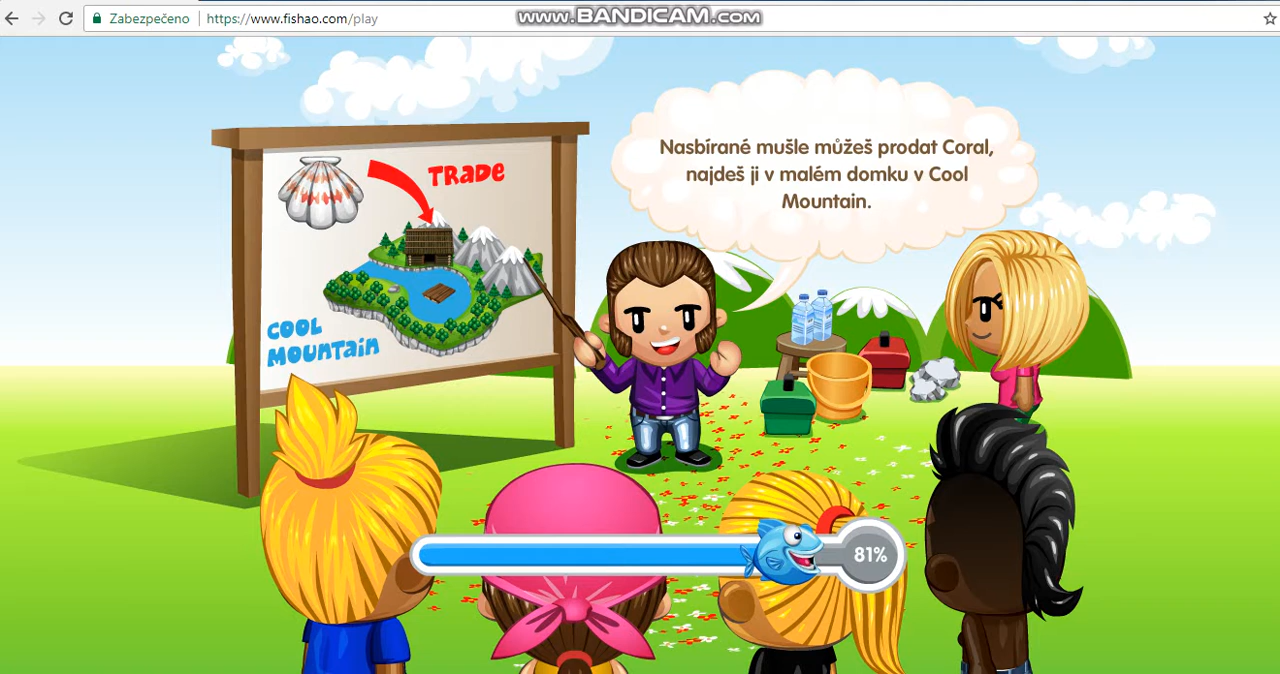 Zabezpečeno https://www.fishao.com/play
www.BANDICAM.com
TRADE
Nasbírané mušle můžeš prodat Coral,
najdeš ji v malém domku v Cool
Mountain.
COOL
MOUNTAIN
81%